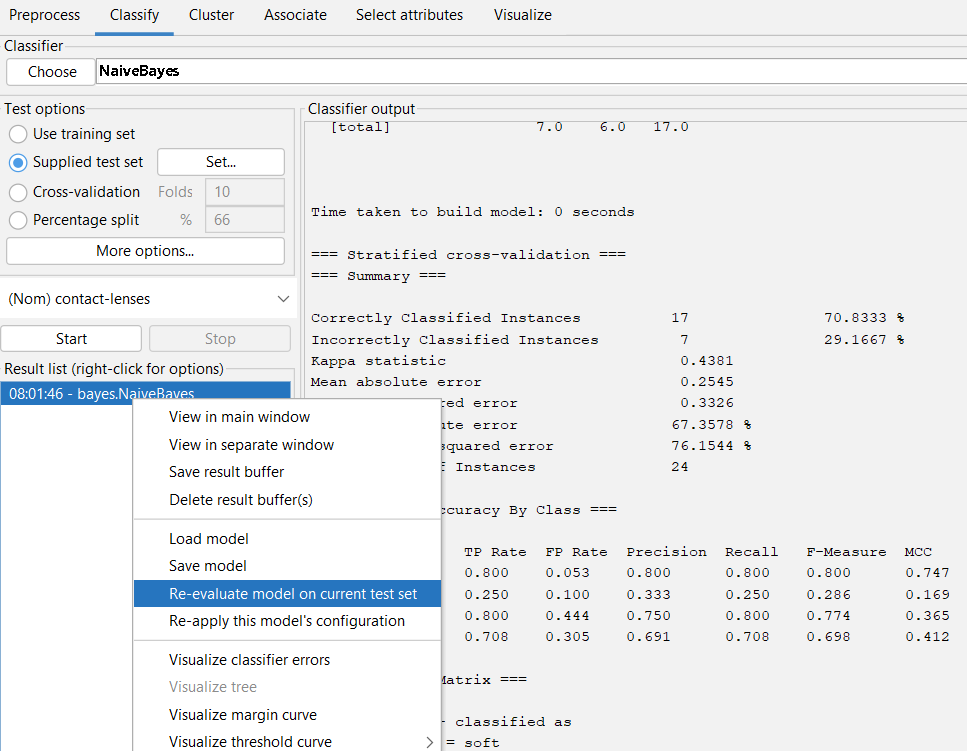 Preprocess Classify Cluster Associate Select attributes Visualize
Classifier
Choose NaiveBayes
Test options
Use training set
Supplied test set Set...
Cross-validation Folds 10
Percentage split % 66
More options...
(Nom) contact-lenses
Start Stop
Result list (right-click for options)
08:01:46 - bayes.NaiveBayes
View in main window
View in separate window
Save result buffer
Delete result buffer(s)
Load model
Save model
Re-evaluate model on current test set
Re-apply this model's configuration
Visualize classifier errors
Visualize tree
Visualize margin curve
Visualize threshold curve
Classifier output
[total] 7.0 6.0 17.0
Time taken to build model: 0 seconds
=== Stratified cross-validation ===
=== Summary ===
Correctly Classified Instances 17 70.8333 %
Incorrectly Classified Instances 7 29.1667 %
Kappa statistic 0.4381
Mean absolute error 0.2545
ed error 0.3326
te error 67.3578 %
squared error 76.1544 %
f Instances 24
ccuracy By Class ===
TP Rate FP Rate Precision Recall F-Measure MCC
0.800 0.053 0.800 0.800 0.800 0.747
0.250 0.100 0.333 0.250 0.286 0.169
0.800 0.444 0.750 0.800 0.774 0.365
0.708 0.305 0.691 0.708 0.698 0.412
Matrix ===
- classified as
= soft